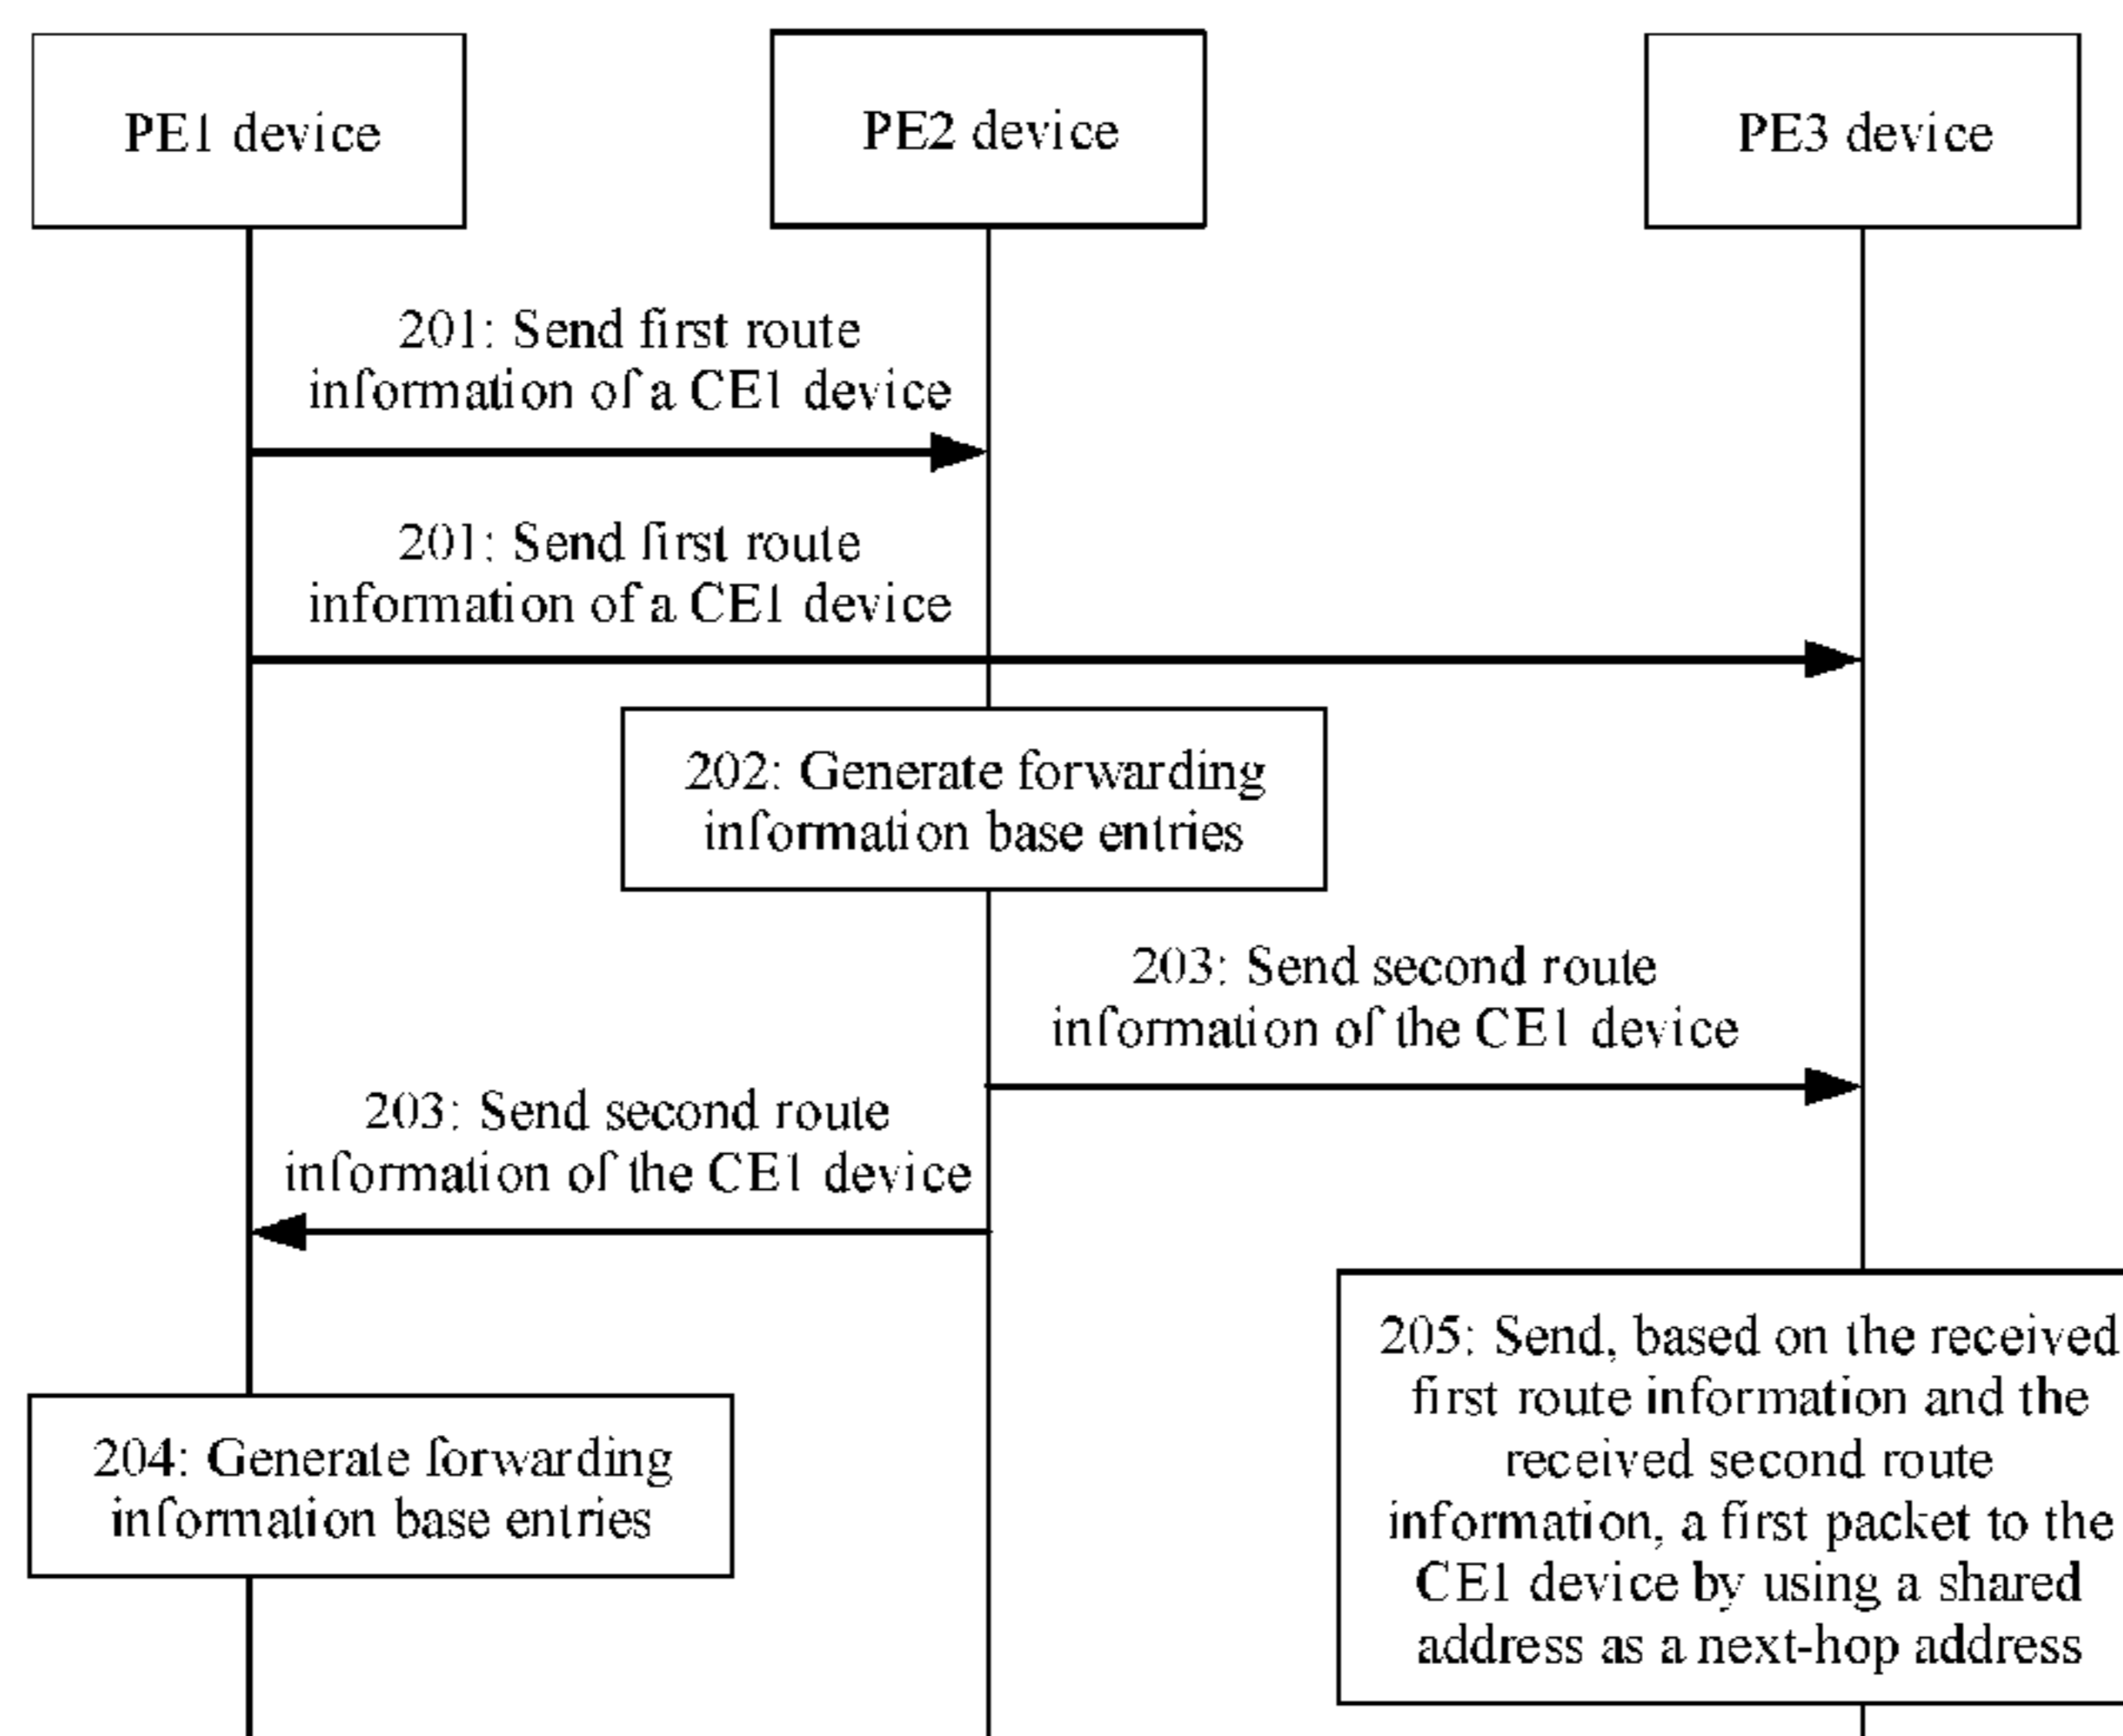 PE1 device
PE2 device
PE3 device
201: Send first route
information of a CE1 device
201: Send first route
information of a CE1 device
202: Generate forwarding
information base entries
203: Send second route
information of the CE1 device
203: Send second route
information of the CE1 device
204: Generate forwarding
information base entries
205: Send, based on the received
first route information and the
received second route
information, a first packet to the
CE1 device by using a shared
address as a next-hop address